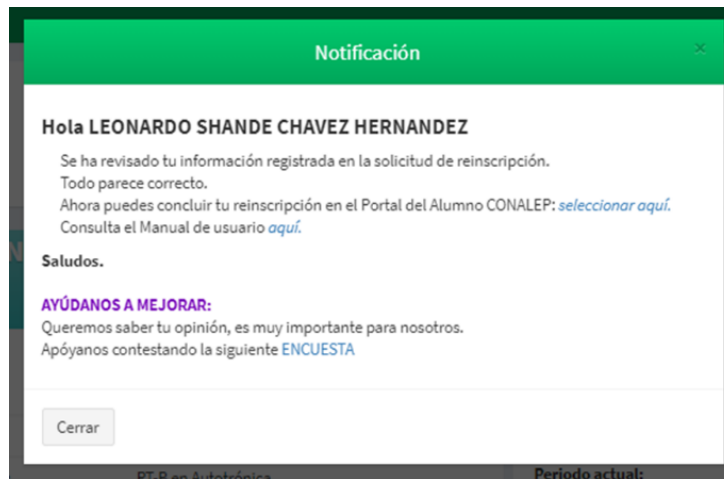 Notificación
×
Hola LEONARDO SHANDE CHAVEZ HERNANDEZ
Se ha revisado tu información registrada en la solicitud de reinscripción.
Todo parece correcto.
Ahora puedes concluir tu reinscripción en el Portal del Alumno CONALEP: seleccionar aquí.
Consulta el Manual de usuario aquí.
Saludos.
AYÚDANOS A MEJORAR:
Queremos saber tu opinión, es muy importante para nosotros.
Apóyanos contestando la siguiente ENCUESTA
Cerrar
PT-B en Autotrónica
Periodo actual: